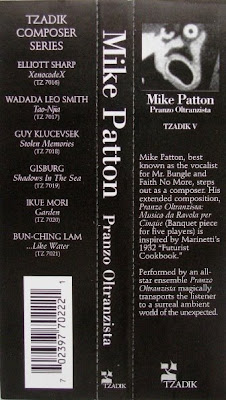 TZADIK
COMPOSER
SERIES
ELLIOTT SHARP
XenocodeX
(TZ 7016)
WADADA LEO SMITH
Tao-Njia
(TZ 7017)
GUY KLUCEVSEK
Stolen Memories
(TZ 7018)
GISBURG
Shadows In The Sea
(TZ 7019)
IKUE MORI
Garden
(TZ 7020)
BUN-CHING LAM
...Like Water
(TZ 7021)
7 02397 70222 1
Mike Patton Pranzo Oltranzista
TZADIK
Mike Patton
Pranzo Oltranzista
TZADIK V
Mike Patton, best
known as the vocalist
for Mr. Bungle and
Faith No More, steps
out as a composer. His
extended composition,
Pranzo Oltranzista:
Musica da Ravola per
Cinque (Banquet piece
for five players) is
inspired by Marinetti's
1932 "Futurist
Cookbook."
Performed by an all-
star ensemble Pranzo
Oltranzista magically
transports the listener
to a surreal ambient
world of the unexpected.
TZADIK